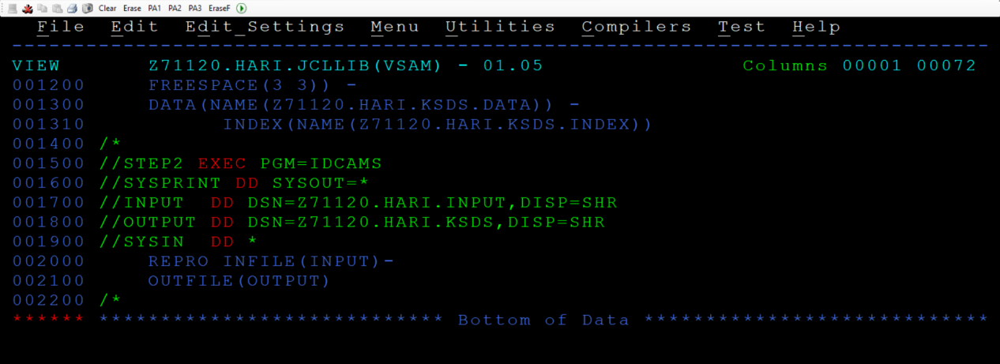 Clear Erase PA1 PA2 PA3 EraseF
File Edit Edit_Settings Menu Utilities Compilers Test Help
--------------------------------------------------------------------------------
VIEW Z71120.HARI.JCLLIB(VSAM) - 01.05 Columns 00001 00072
001200 FREESPACE(3 3)) -
001300 DATA(NAME(Z71120.HARI.KSDS.DATA)) -
001310 INDEX(NAME(Z71120.HARI.KSDS.INDEX))
001400 /*
001500 //STEP2 EXEC PGM=IDCAMS
001600 //SYSPRINT DD SYSOUT=*
001700 //INPUT  DD DSN=Z71120.HARI.INPUT,DISP=SHR
001800 //OUTPUT DD DSN=Z71120.HARI.KSDS,DISP=SHR
001900 //SYSIN  DD *
002000 REPRO INFILE(INPUT)-
002100 OUTFILE(OUTPUT)
002200 /*
****** **************************** Bottom of Data ****************************